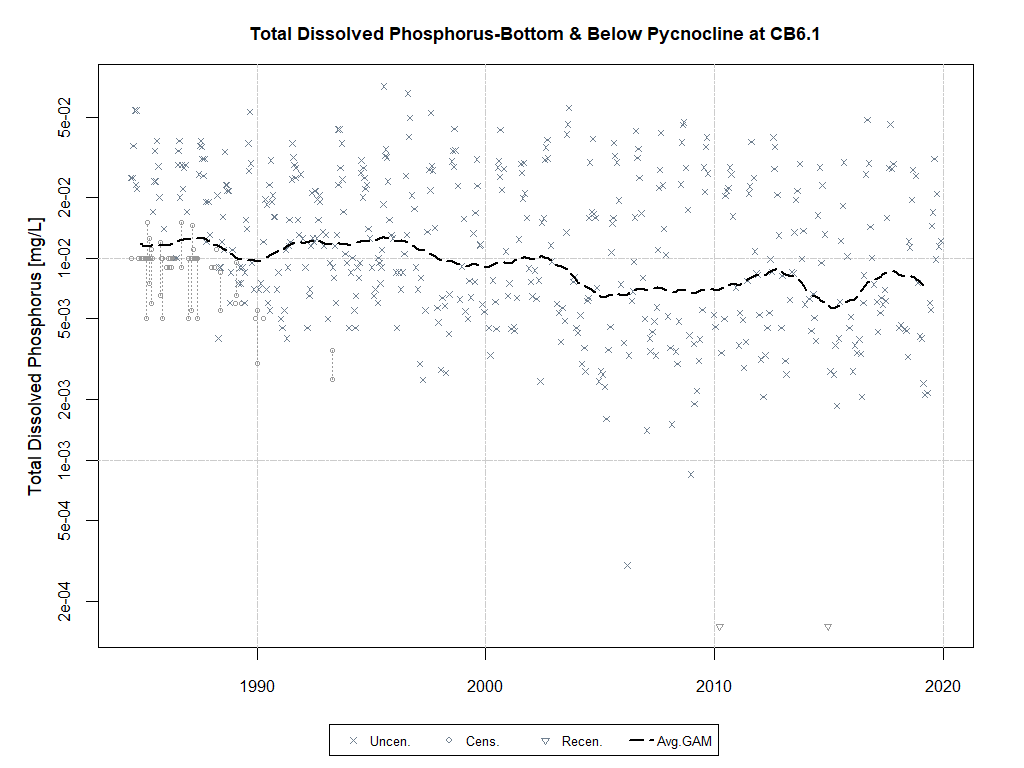 Total Dissolved Phosphorus-Bottom & Below Pycnocline at CB6.1
Total Dissolved Phosphorus [mg/L]
5e-02
2e-02
1e-02
5e-03
2e-03
1e-03
5e-04
2e-04
1990 2000 2010 2020
Uncen. Cens. Recen. Avg.GAM